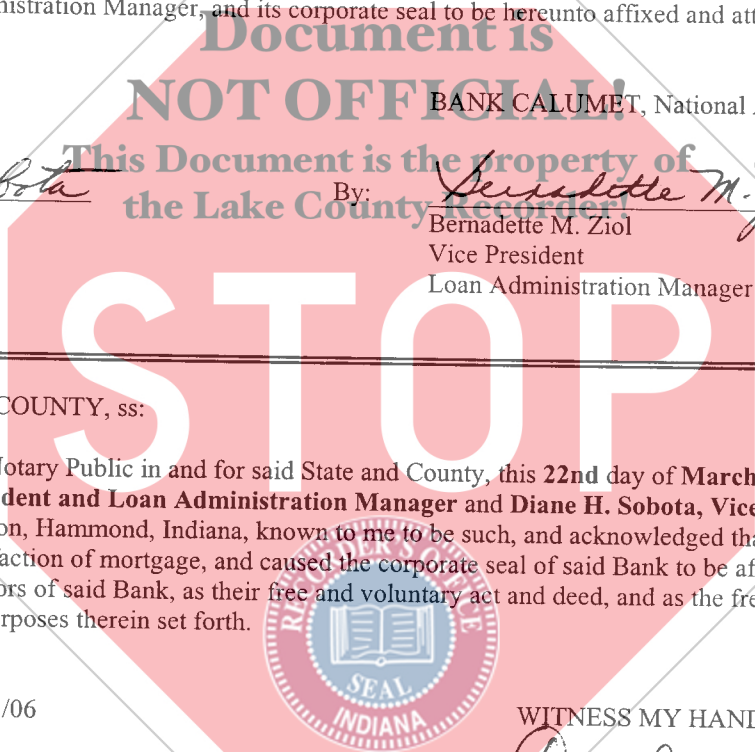 nistration Manager, and its corporate seal to be hereunto affixed and att
Document is
NOT OFFICIAL!
BANK CALUMET, National
This Document is the property of
the Lake County Recorder!
bota
By: Bernadette M.
Bernadette M. Ziol
Vice President
Loan Administration Manager
STOP
COUNTY, ss:
Notary Public in and for said State and County, this 22nd day of March
dent and Loan Administration Manager and Diane H. Sobota, Vice
on, Hammond, Indiana, known to me to be such, and acknowledged tha
faction of mortgage, and caused the corporate seal of said Bank to be af
ors of said Bank, as their free and voluntary act and deed, and as the fre
rposes therein set forth.
RECORDER'S OFFICE
SEAL
INDIANA
/06
WITNESS MY HAND